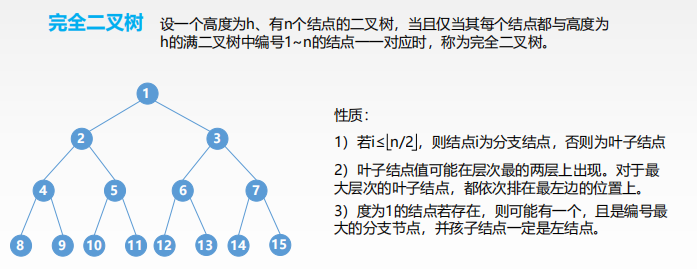 完全二叉树
设一个高度为h、有n个结点的二叉树，当且仅当其每个结点都与高度为
h的满二叉树中编号1~n的结点一一对应时，称为完全二叉树。
性质：
1）若i≤⌊n/2⌋，则结点i为分支结点，否则为叶子结点
2）叶子结点值可能在层次最的两层上出现。对于最
大层次的叶子结点，都依次排在最左边的位置上。
3）度为1的结点若存在，则可能有一个，且是编号最
大的分支节点，并孩子结点一定是左结点。
1
2 3
4 5 6 7
8 9 10 11 12 13 14 15